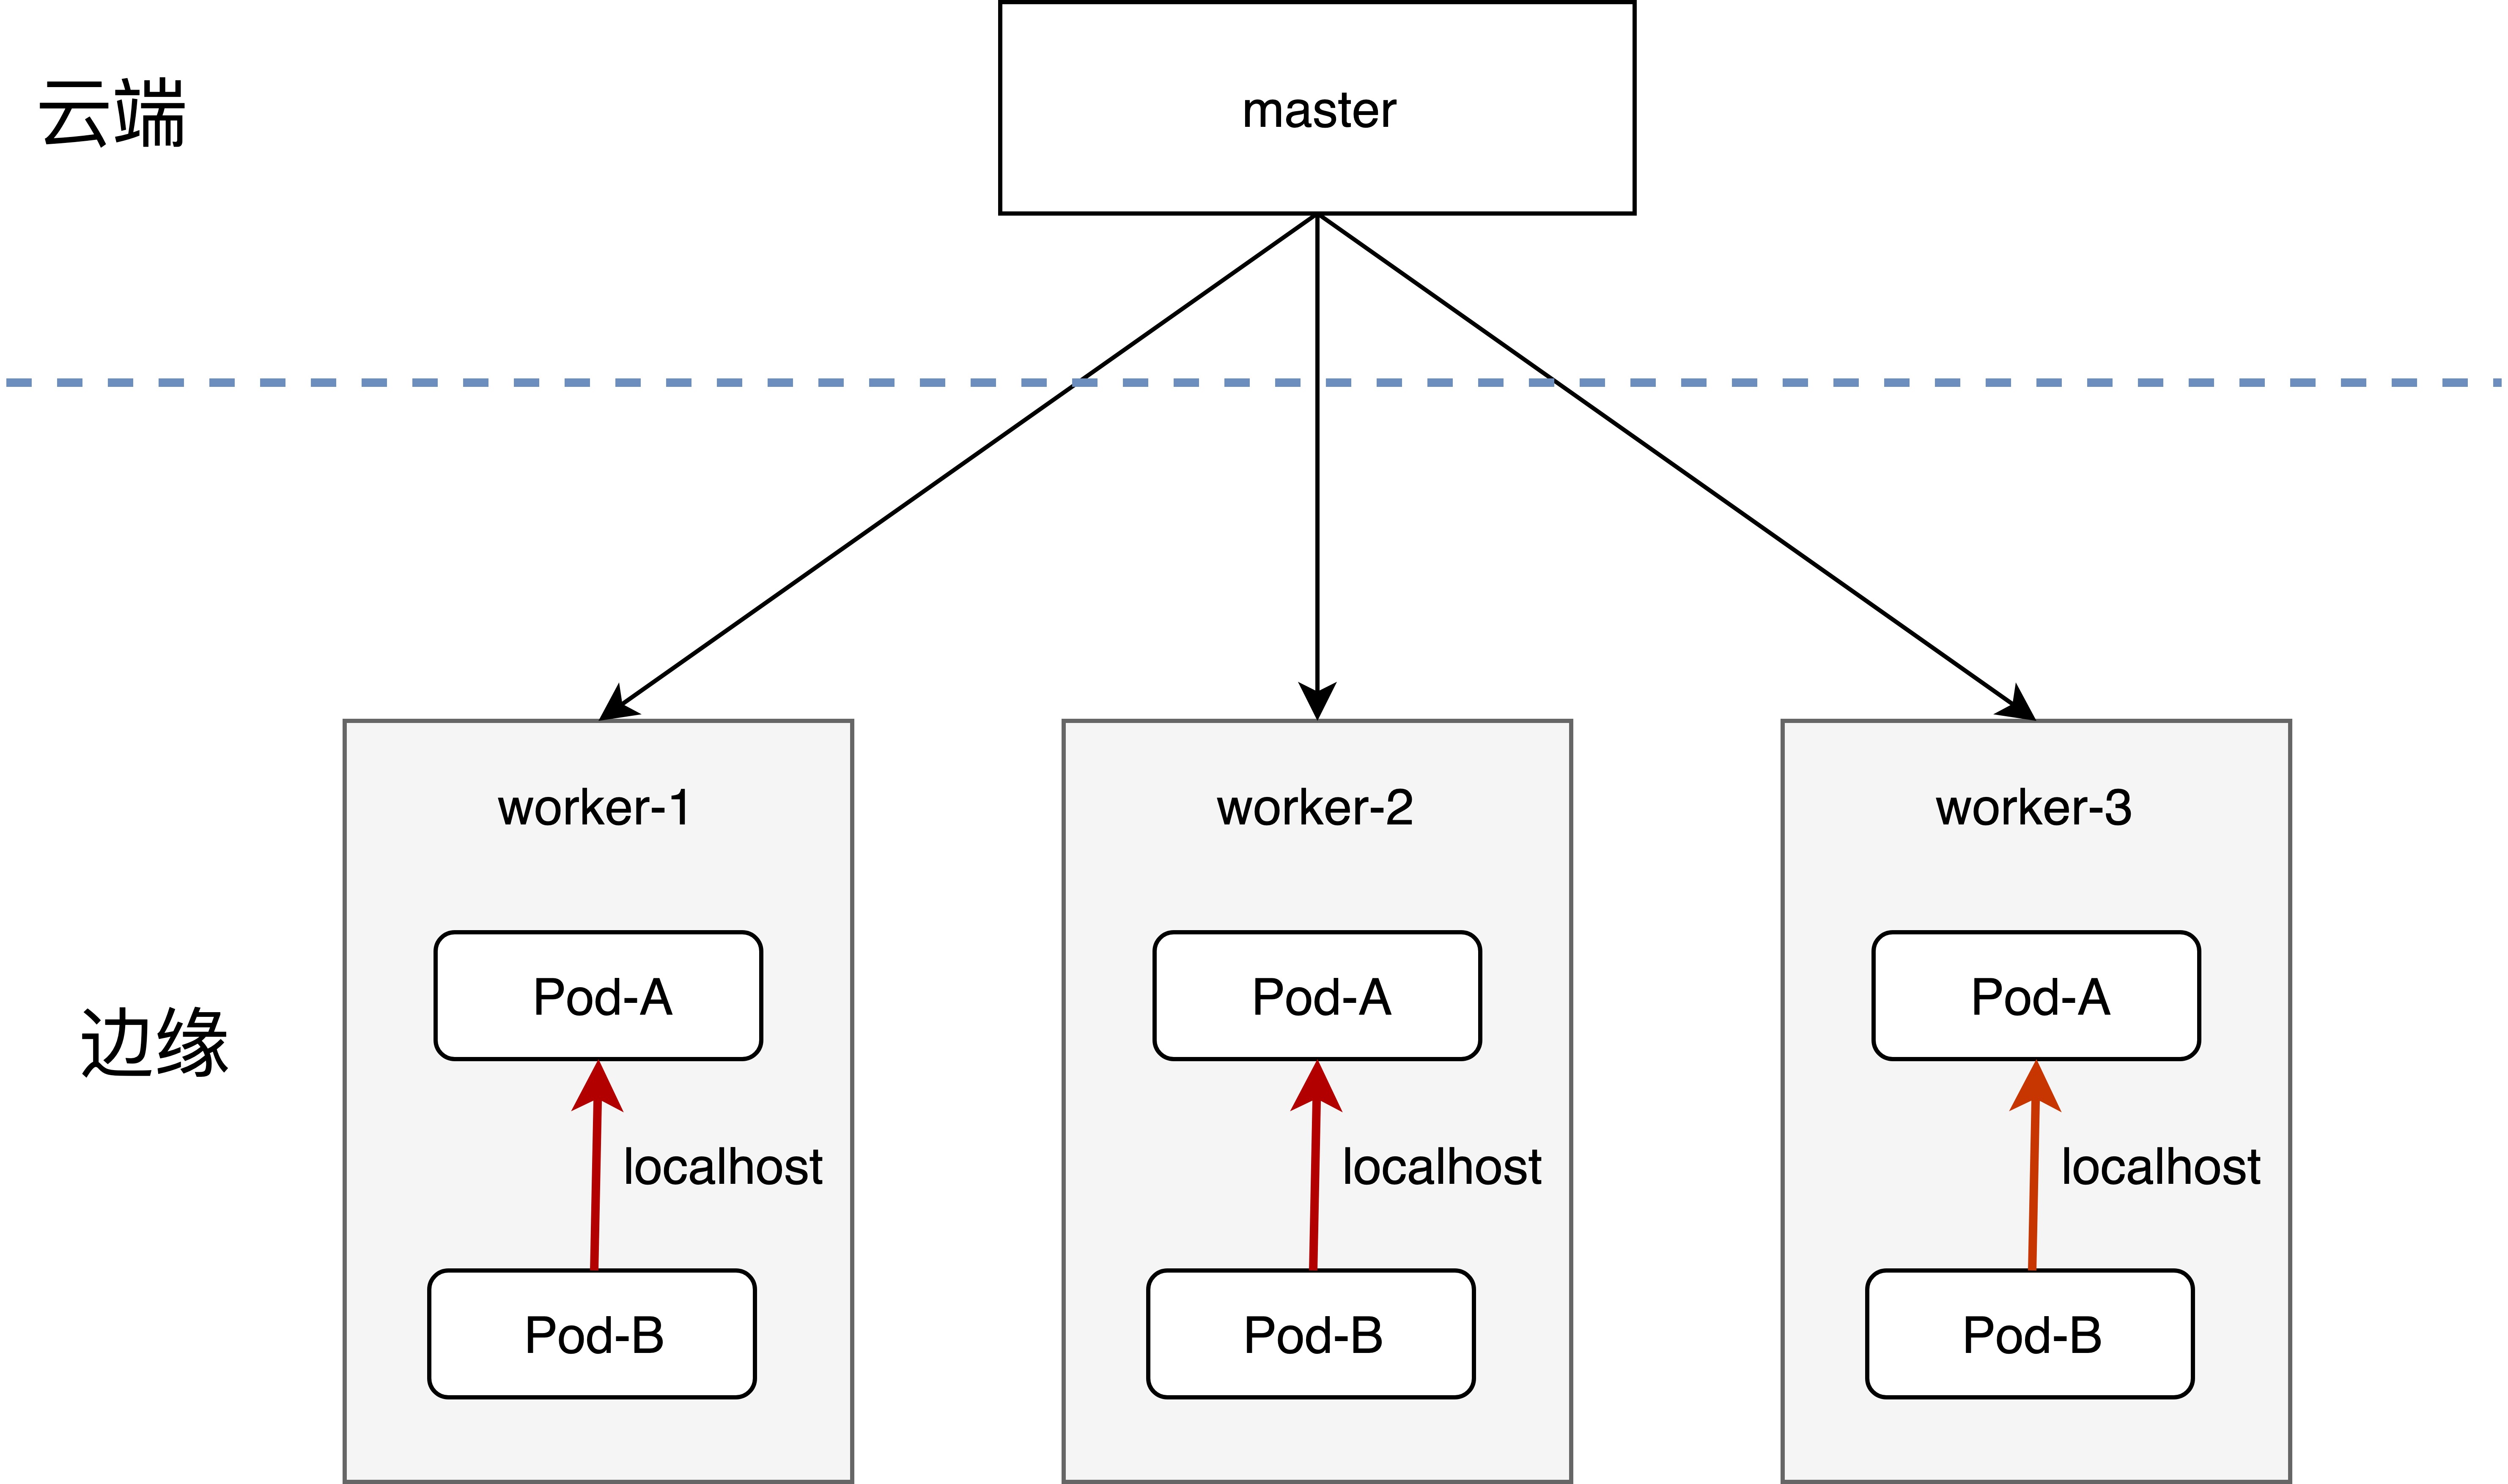 云端
master
worker-1
worker-2
worker-3
Pod-A
Pod-A
Pod-A
边缘
localhost
localhost
localhost
Pod-B
Pod-B
Pod-B